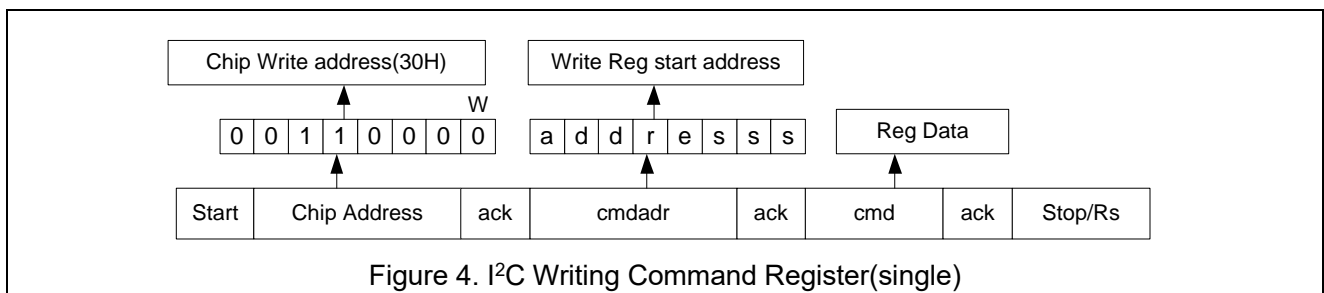 Chip Write address(30H) Write Reg start address
W
0 0 1 1 0 0 0 0 a d d r e s s s Reg Data
Start Chip Address ack cmdadr ack cmd ack Stop/Rs
Figure 4. I²C Writing Command Register(single)